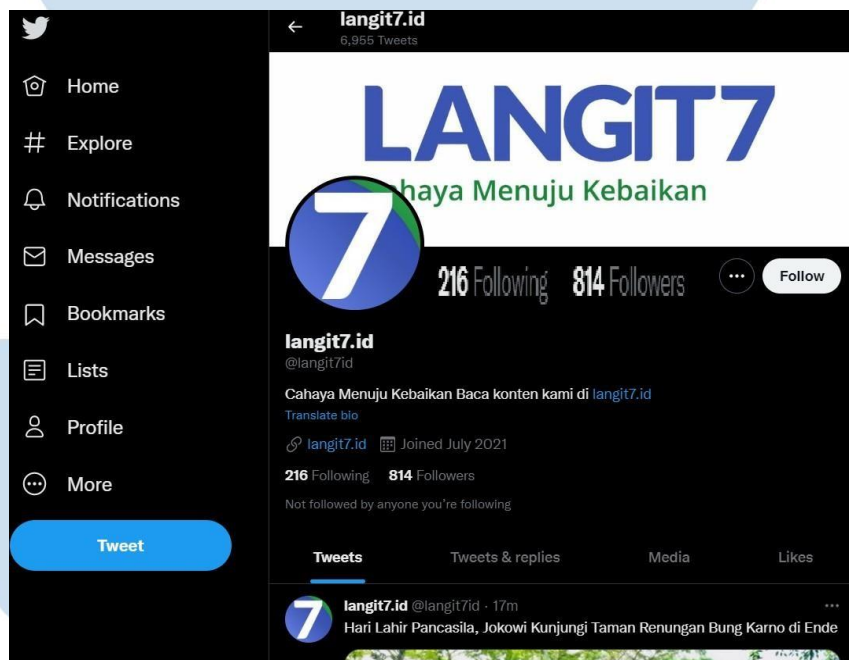 langit7.id
6,955 Tweets
Home
Explore
Notifications
Messages
Bookmarks
Lists
Profile
More
Tweet
LANGIT7
haya Menuju Kebaikan
7
216 Following 814 Followers
Follow
langit7.id
@langit7id
Cahaya Menuju Kebaikan Baca konten kami di langit7.id
Translate bio
langit7.id Joined July 2021
216 Following 814 Followers
Not followed by anyone you're following
Tweets Tweets & replies Media Likes
7
langit7.id @langit7id · 17m
Hari Lahir Pancasila, Jokowi Kunjungi Taman Renungan Bung Karno di Ende